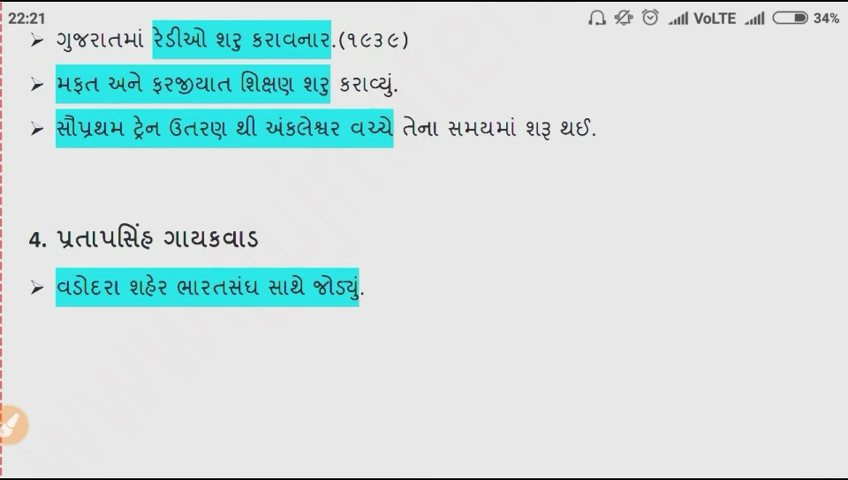 22:21 VoLTE 34%
➢ ગુજરાતમાં રેડીઓ શરુ કરાવનાર.(૧૯૩૯)
➢ મફત અને ફરજીયાત શિક્ષણ શરુ કરાવ્યું.
➢ સૌપ્રથમ ટ્રેન ઉતરણ થી અંકલેશ્વર વચ્ચે તેના સમયમાં શરૂ થઈ.
4. પ્રતાપસિંહ ગાયકવાડ
➢ વડોદરા શહેર ભારતસંઘ સાથે જોડ્યું.